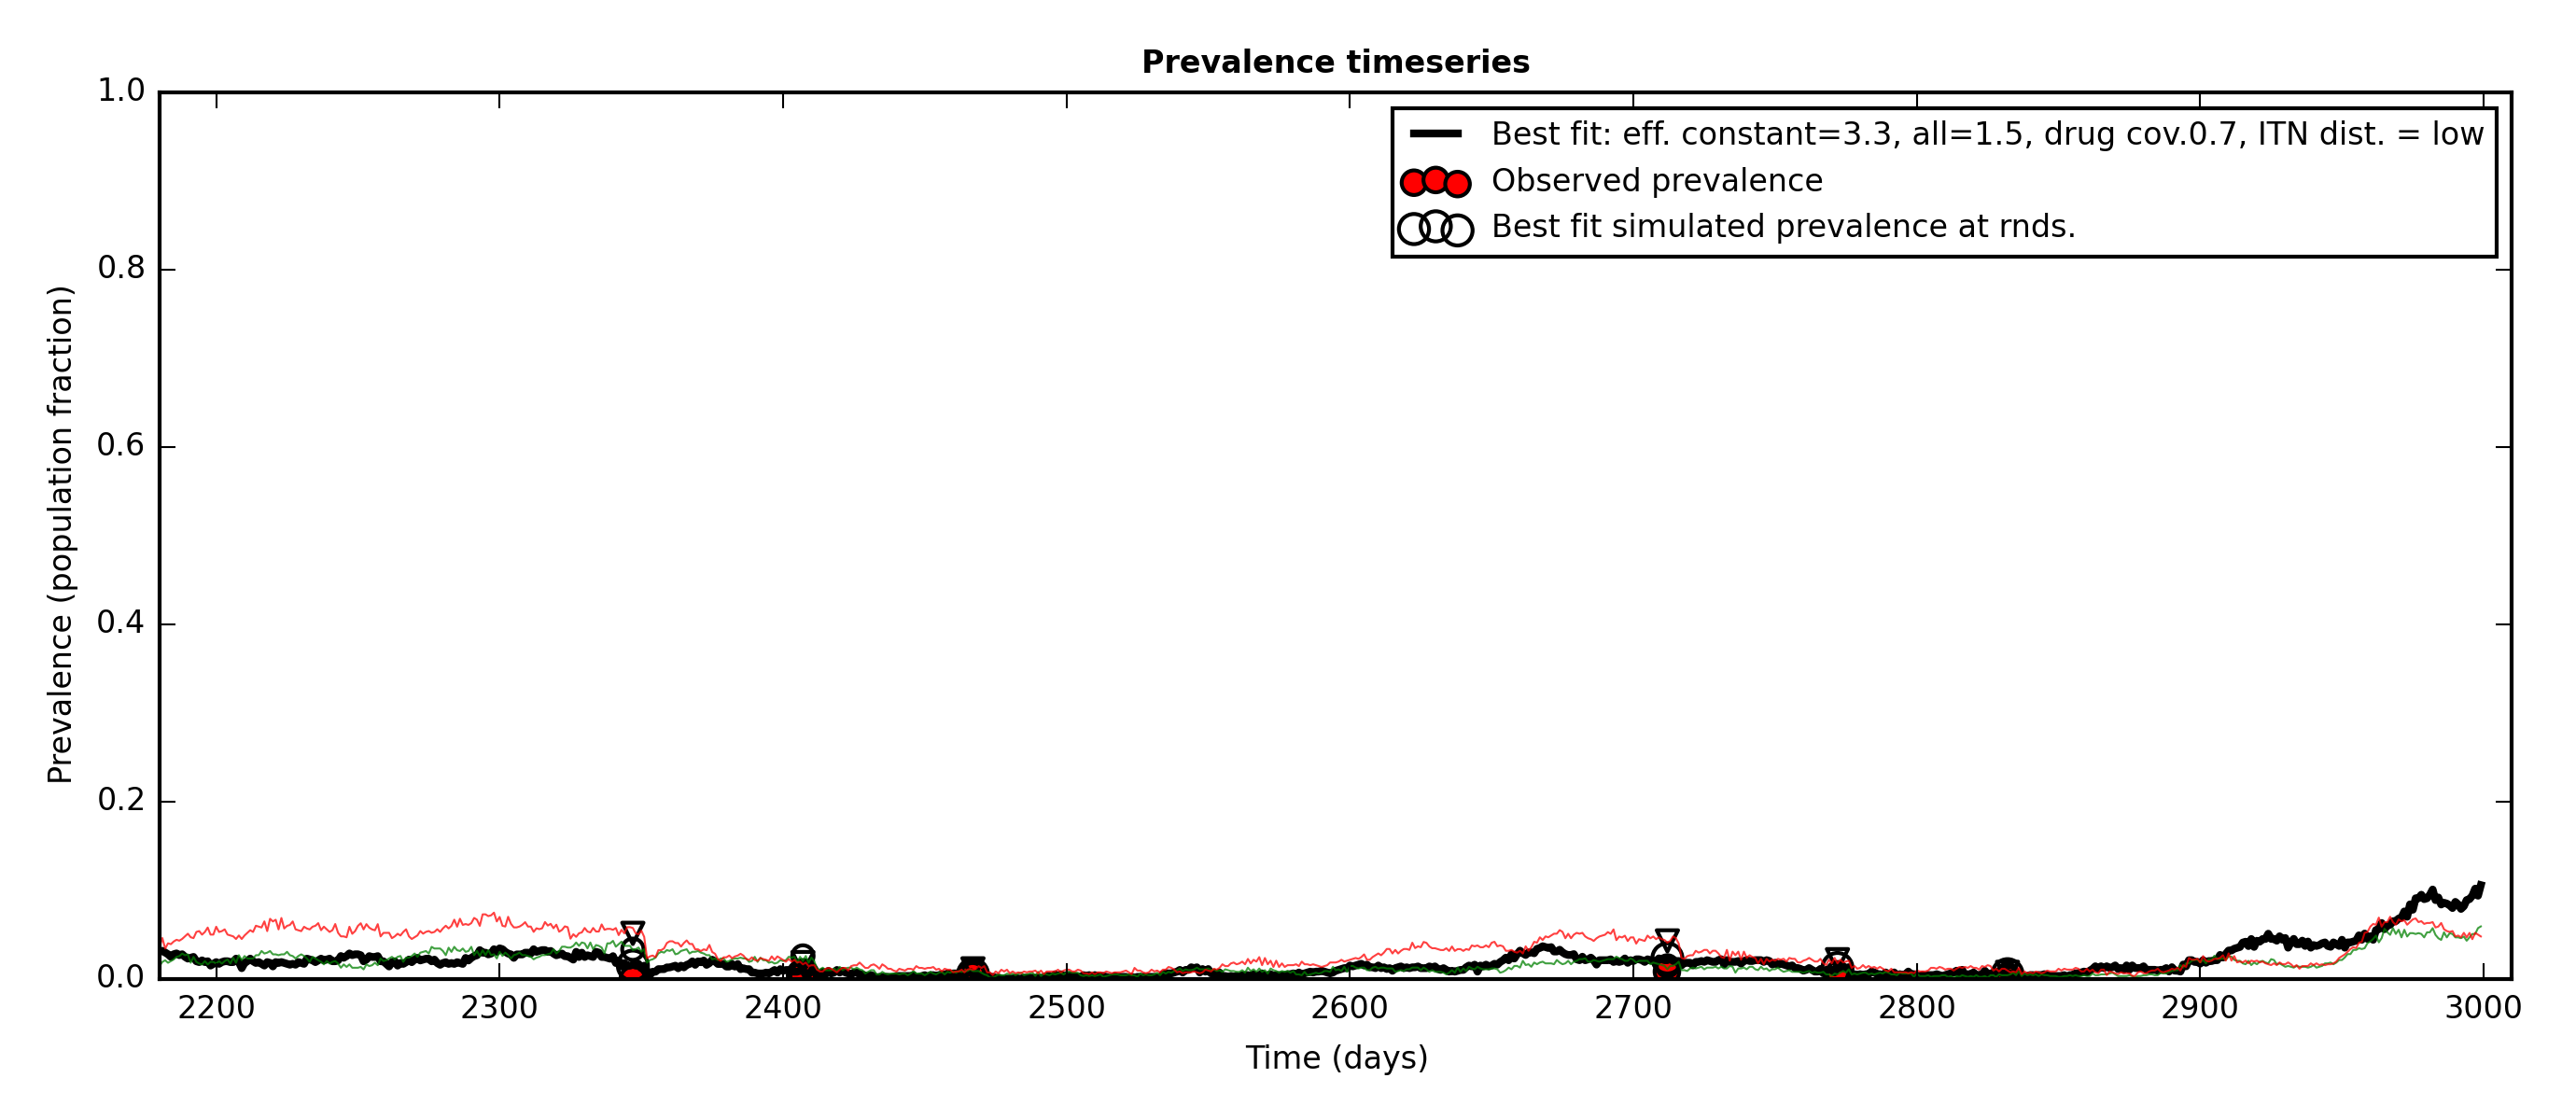 Prevalence timeseries
1.0
0.8
0.6
0.4
0.2
0.0
Prevalence (population fraction)
Best fit: eff. constant=3.3, all=1.5, drug cov.0.7, ITN dist. = low
Observed prevalence
Best fit simulated prevalence at rnds.
2200 2300 2400 2500 2600 2700 2800 2900 3000
Time (days)